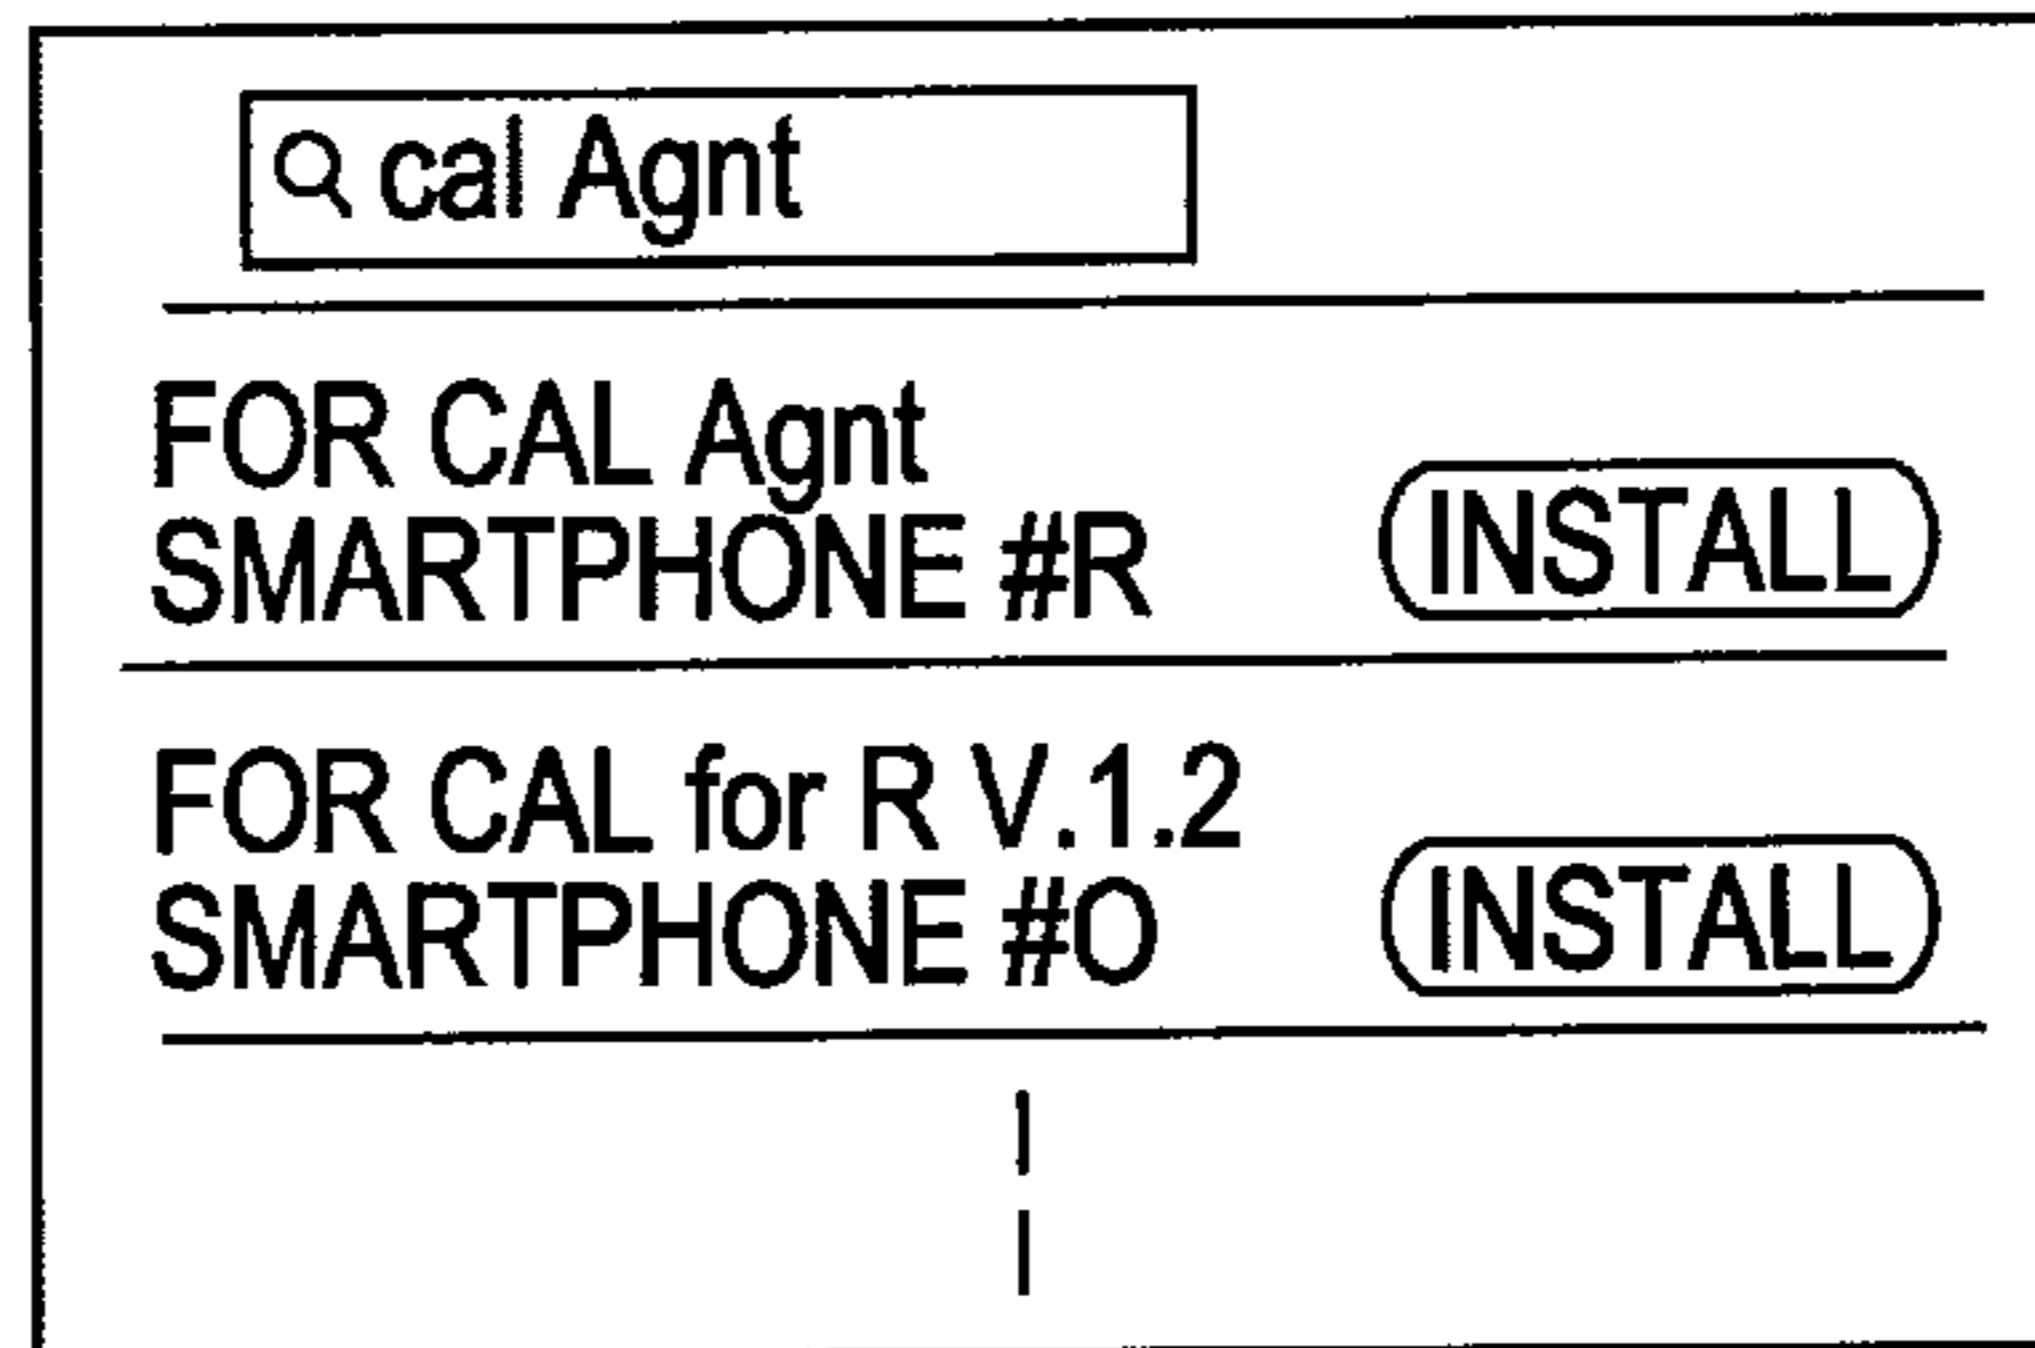 cal Agnt
FOR CAL Agnt
SMARTPHONE #R
INSTALL
FOR CAL for R V.1.2
SMARTPHONE #O
INSTALL